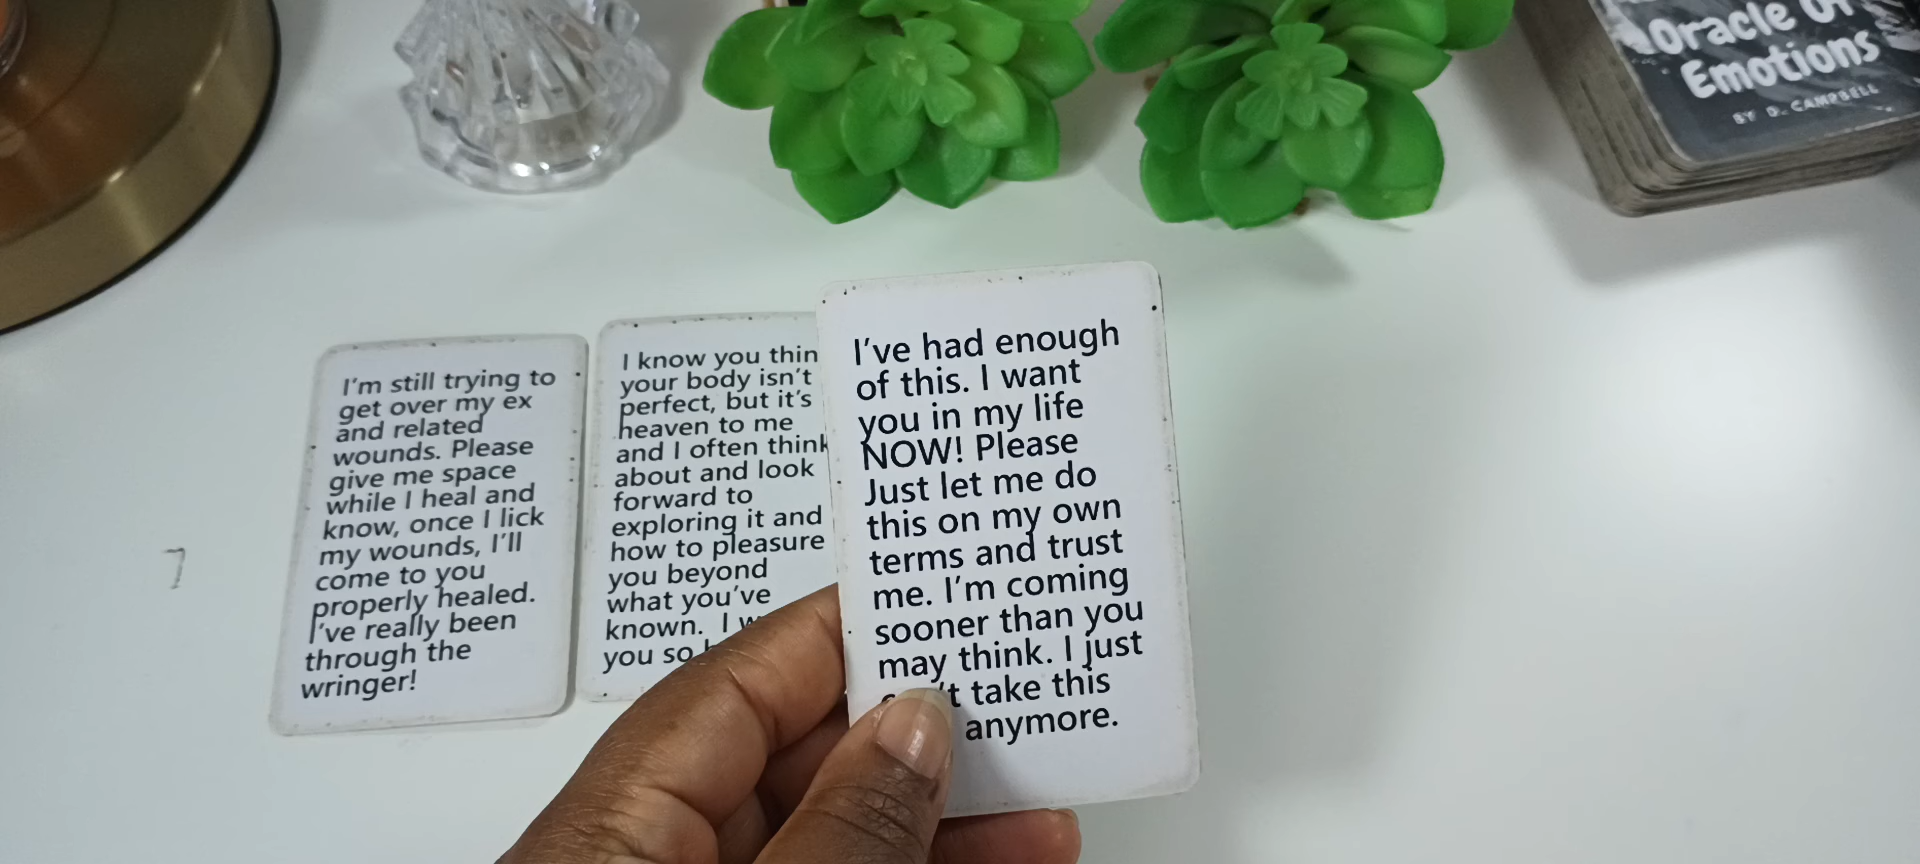 Oracle Of
Emotions
BY D. CAMPBELL
I'm still trying to
get over my ex
and related
wounds. Please
give me space
while I heal and
know, once I lick
my wounds, I'll
come to you
properly healed.
I've really been
through the
wringer!
I know you thin
your body isn't
perfect, but it's
heaven to me
and I often think
about and look
forward to
exploring it and
how to pleasure
you beyond
what you've
known. I w
you so
I've had enough
of this. I want
you in my life
NOW! Please
Just let me do
this on my own
terms and trust
me. I'm coming
sooner than you
may think. I just
take this
anymore.
7